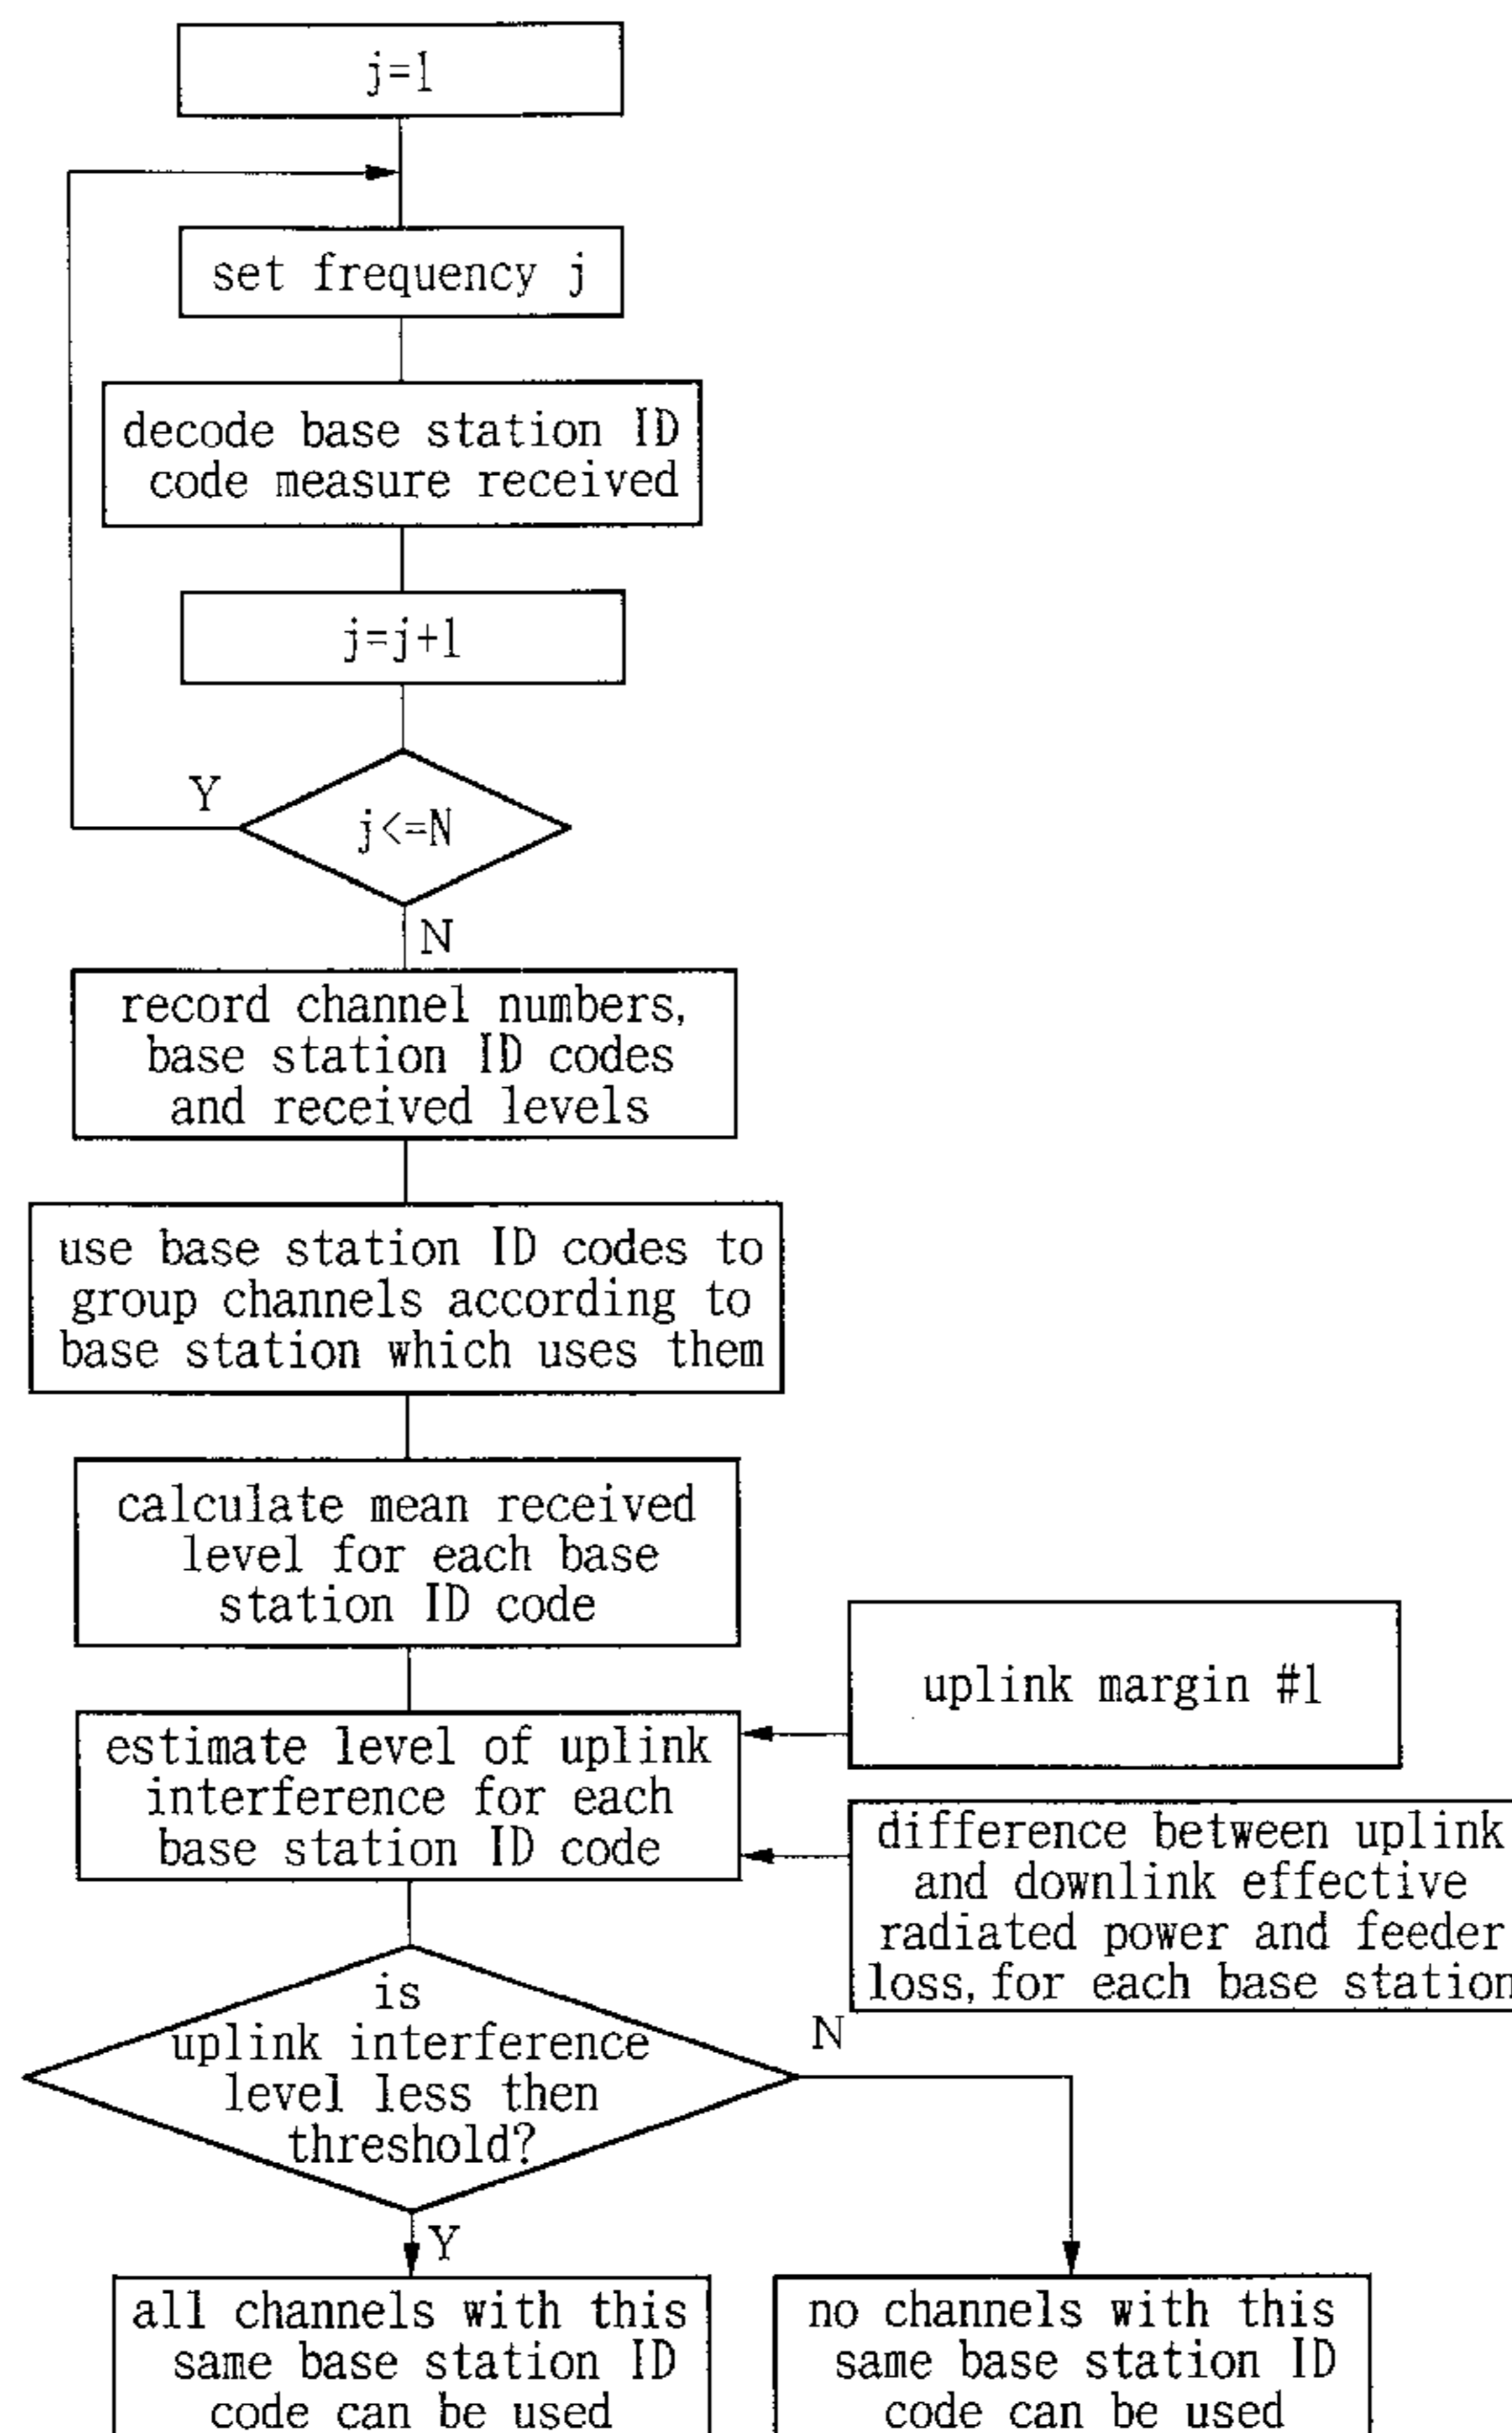 j=1
set frequency j
decode base station ID
code measure received
j=j+1
Y
j<=N
N
record channel numbers,
base station ID codes
and received levels
use base station ID codes to
group channels according to
base station which uses them
calculate mean received
level for each base
station ID code
uplink margin #1
estimate level of uplink
interference for each
base station ID code
difference between uplink
and downlink effective
radiated power and feeder
loss, for each base station
is
uplink interference
level less then
threshold?
N
Y
all channels with this
same base station ID
code can be used
no channels with this
same base station ID
code can be used